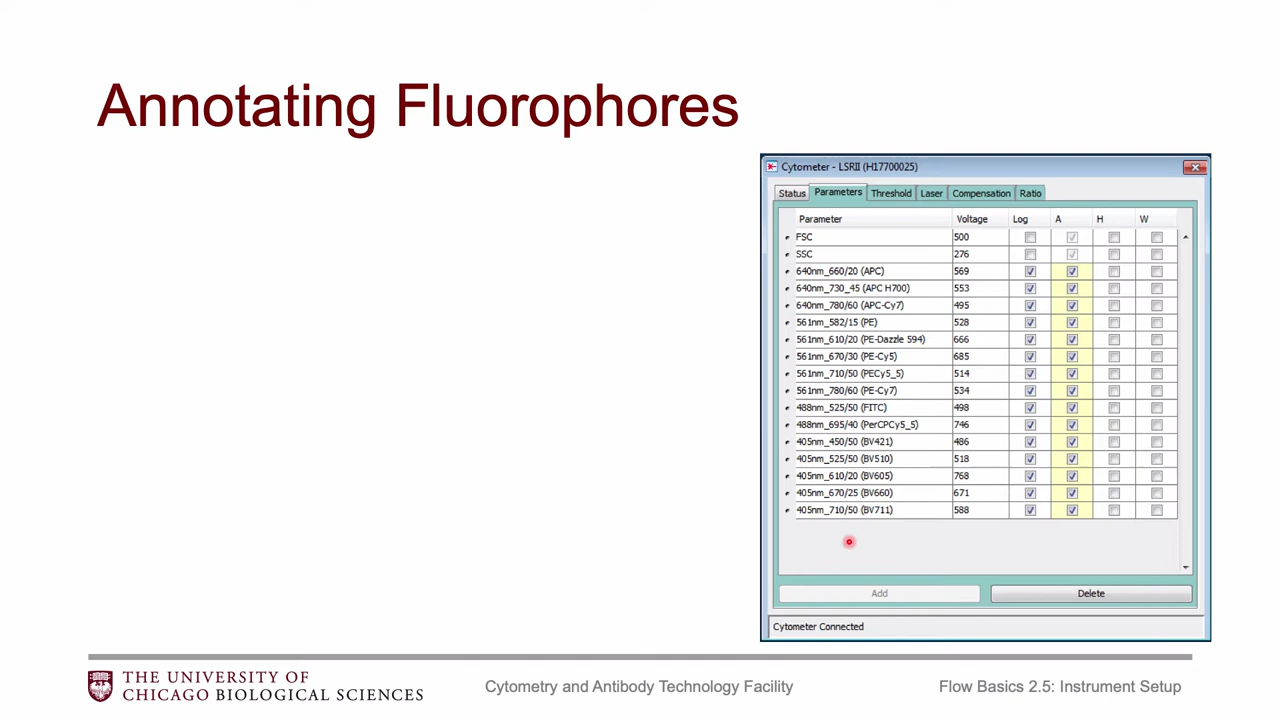 Annotating Fluorophores
Cytometer - LSRII (H17700025)
Status Parameters Threshold Laser Compensation Ratio
Parameter Voltage Log A H W
FSC 500
SSC 276
640nm_660/20 (APC) 569
640nm_730_45 (APC H700) 553
640nm_780/60 (APC-Cy7) 495
561nm_582/15 (PE) 528
561nm_610/20 (PE-Dazzle 594) 666
561nm_670/30 (PE-Cy5) 685
561nm_710/50 (PECy5_5) 514
561nm_780/60 (PE-Cy7) 534
488nm_525/50 (FITC) 498
488nm_695/40 (PerCPCy5_5) 746
405nm_450/50 (BV421) 486
405nm_525/50 (BV510) 518
405nm_610/20 (BV605) 768
405nm_670/25 (BV660) 671
405nm_710/50 (BV711) 588
Add Delete
Cytometer Connected
THE UNIVERSITY OF
CHICAGO BIOLOGICAL SCIENCES
Cytometry and Antibody Technology Facility
Flow Basics 2.5: Instrument Setup